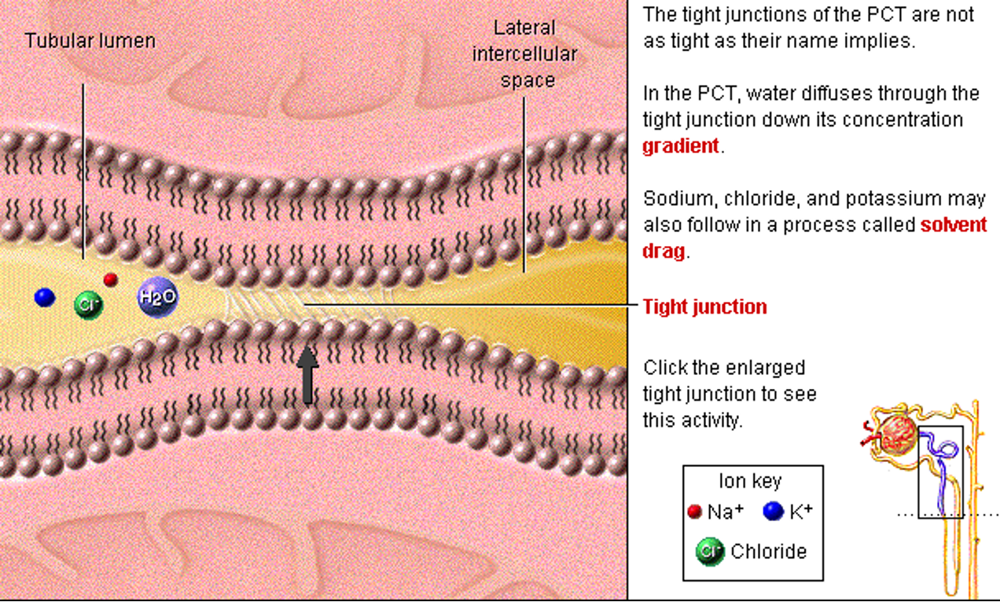 Tubular lumen
Lateral
intercellular
space
Cl-
H2O
The tight junctions of the PCT are not
as tight as their name implies.
In the PCT, water diffuses through the
tight junction down its concentration
gradient.
Sodium, chloride, and potassium may
also follow in a process called solvent
drag.
Tight junction
Click the enlarged
tight junction to see
this activity.
Ion key
Na+ K+
Cl- Chloride